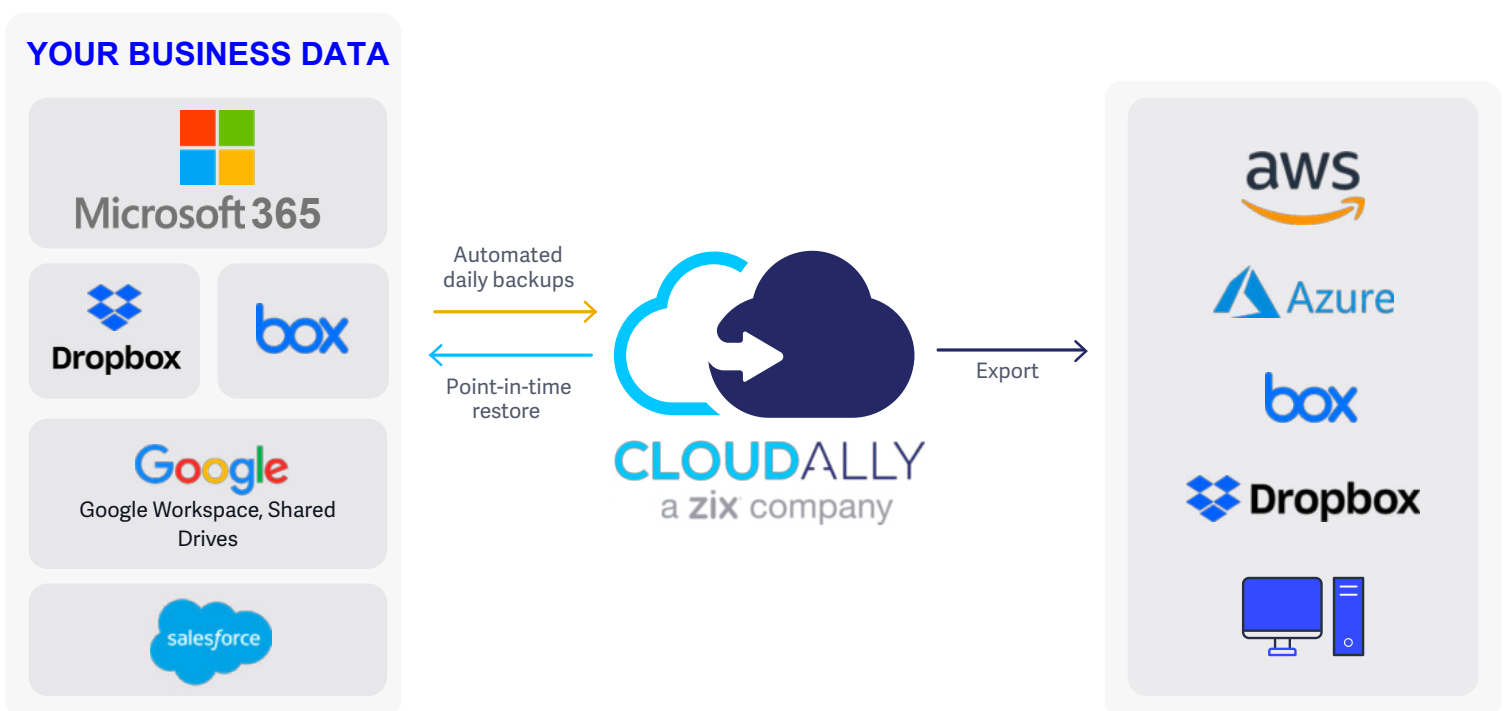 YOUR BUSINESS DATA
Microsoft 365
Dropbox
box
Google
Google Workspace, Shared
Drives
salesforce
Automated
daily backups
Point-in-time
restore
CLOUDALLY
a zix company
Export
aws
Azure
box
Dropbox